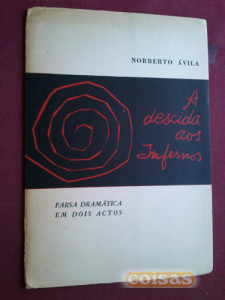 NORBERTO ÁVILA
A
descida
aos
Infernos
FARSA DRAMÁTICA
EM DOIS ACTOS
coisas